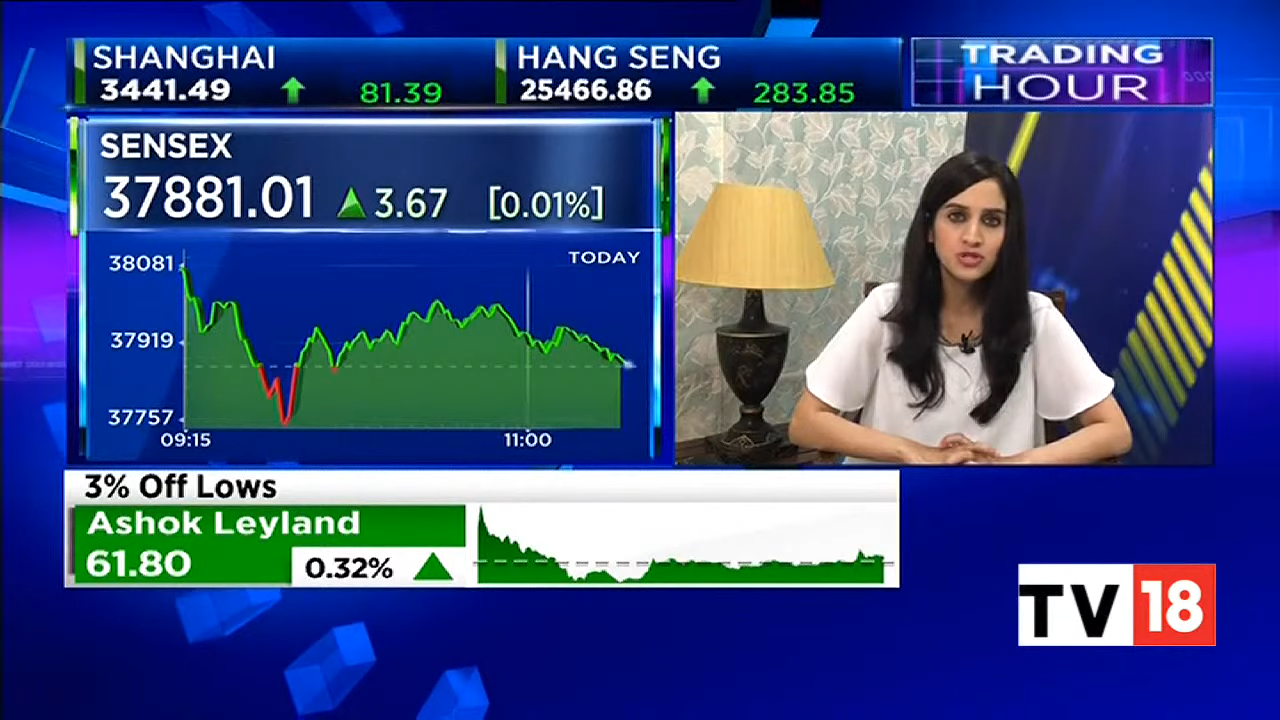 SHANGHAI
3441.49 81.39
HANG SENG
25466.86 283.85
TRADING
HOUR
SENSEX
37881.01 3.67 [0.01%]
TODAY
38081
37919
37757
09:15 11:00
3% Off Lows
Ashok Leyland
61.80 0.32%
TV18